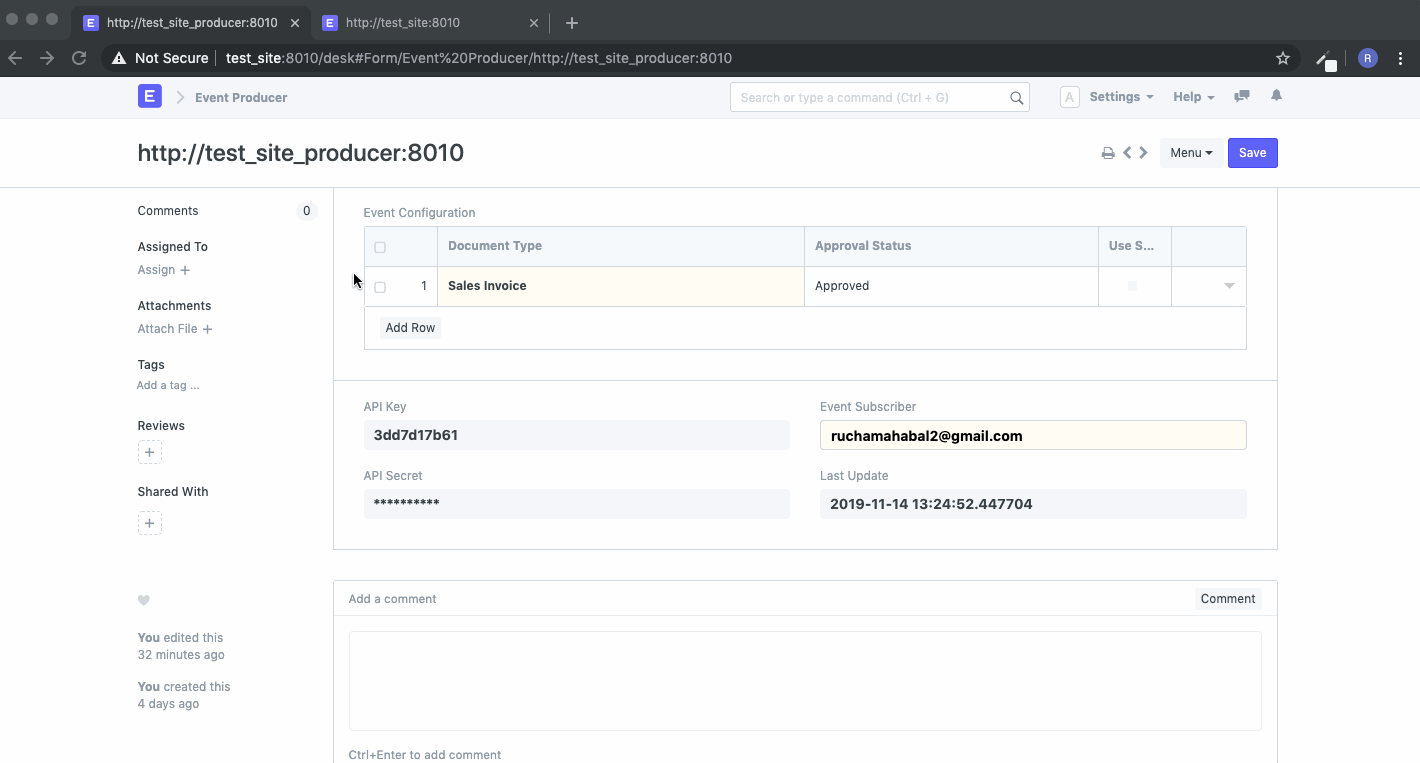 E http://test_site_producer:8010 × E http://test_site:8010 × +
Not Secure | test_site:8010/desk#Form/Event%20Producer/http://test_site_producer:8010 R
E Event Producer Search or type a command (Ctrl + G) A Settings Help
http://test_site_producer:8010 Menu Save
Comments 0
Assigned To
Assign +
Attachments
Attach File +
Tags
Add a tag ...
Reviews
+
Shared With
+
You edited this
32 minutes ago
You created this
4 days ago
Event Configuration
Document Type Approval Status Use S...
1 Sales Invoice Approved
Add Row
API Key Event Subscriber
3dd7d17b61 ruchamahabal2@gmail.com
API Secret Last Update
********** 2019-11-14 13:24:52.447704
Add a comment Comment
Ctrl+Enter to add comment